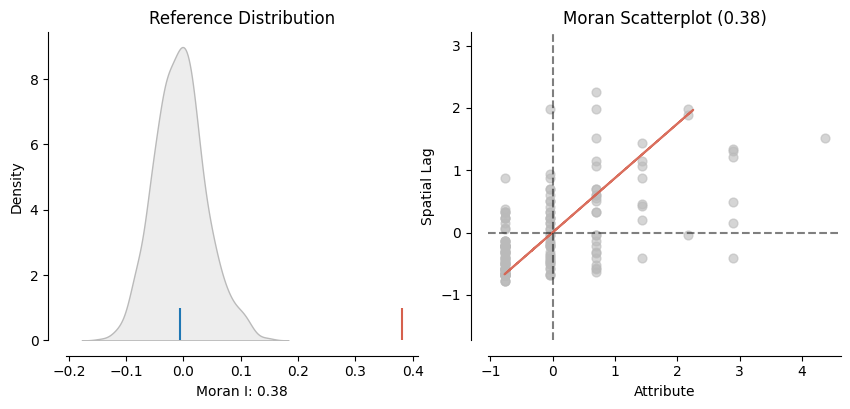 Reference Distribution
8
6
4
2
0
Density
−0.2 −0.1 0.0 0.1 0.2 0.3 0.4
Moran I: 0.38
Moran Scatterplot (0.38)
3
2
1
0
−1
Spatial Lag
−1 0 1 2 3 4
Attribute